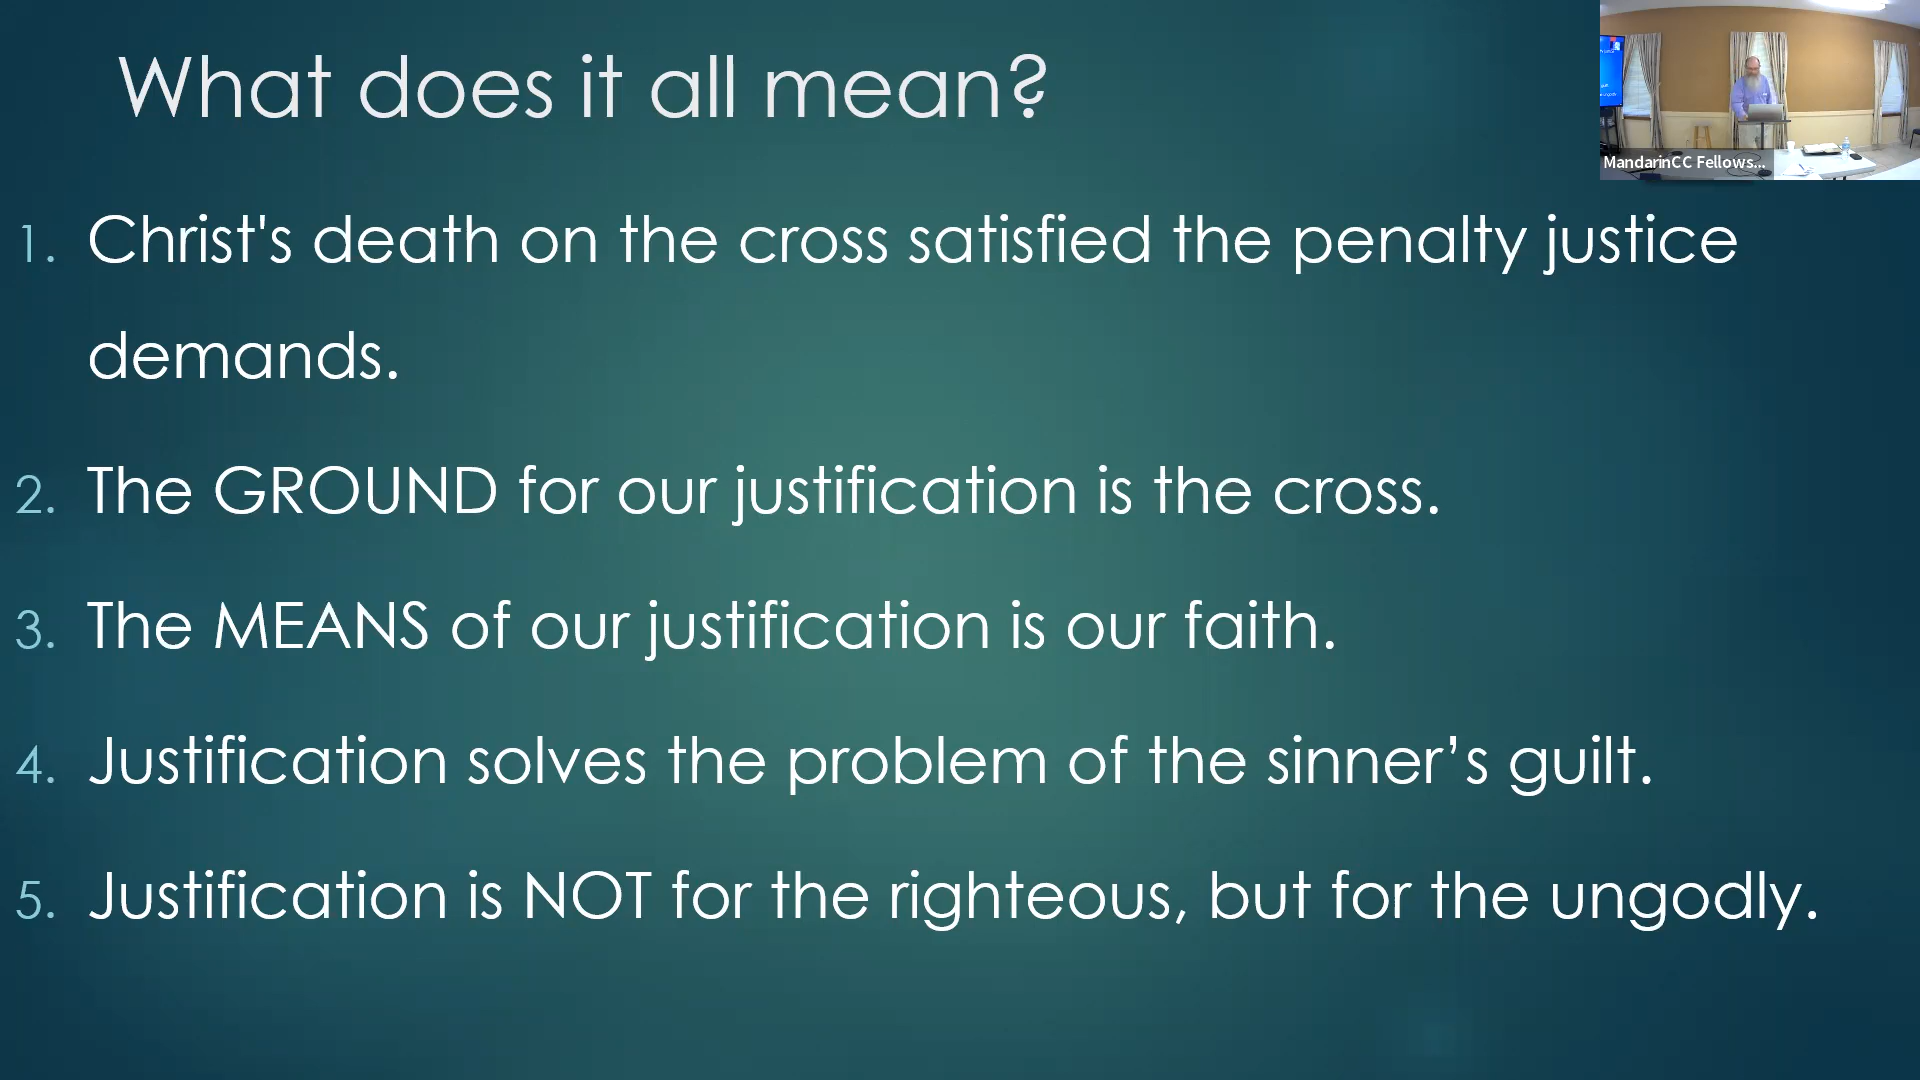 What does it all mean?
MandarinCC Fellows...
1. Christ's death on the cross satisfied the penalty justice
demands.
2. The GROUND for our justification is the cross.
3. The MEANS of our justification is our faith.
4. Justification solves the problem of the sinner’s guilt.
5. Justification is NOT for the righteous, but for the ungodly.